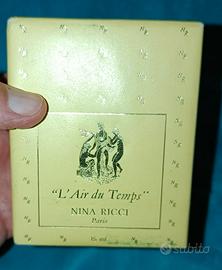 "L'Air du Temps"
NINA RICCI
Paris
subito